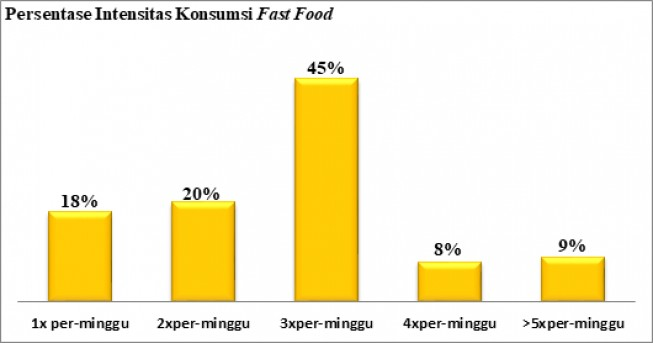 Persentase Intensitas Konsumsi Fast Food
45%
18%
20%
8%
9%
1x per-minggu
2xper-minggu
3xper-minggu
4xper-minggu
>5xper-minggu